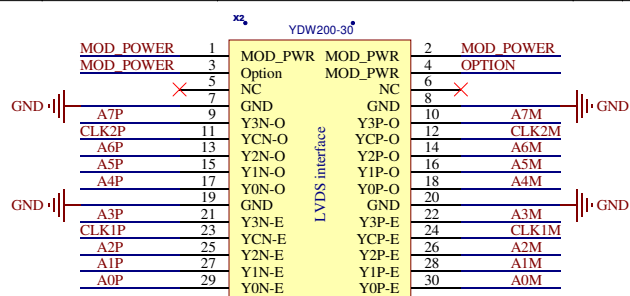 X2
YDW200-30
MOD_POWER 1 MOD_PWR MOD_PWR 2 MOD_POWER
MOD_POWER 3 Option MOD_PWR 4 OPTION
5 NC NC 6
GND 7 GND GND 8 GND
A7P 9 Y3N-O Y3P-O 10 A7M
CLK2P 11 YCN-O YCP-O 12 CLK2M
A6P 13 Y2N-O Y2P-O 14 A6M
A5P 15 Y1N-O Y1P-O 16 A5M
A4P 17 Y0N-O Y0P-O 18 A4M
GND 19 GND GND 20 GND
A3P 21 Y3N-E Y3P-E 22 A3M
CLK1P 23 YCN-E YCP-E 24 CLK1M
A2P 25 Y2N-E Y2P-E 26 A2M
A1P 27 Y1N-E Y1P-E 28 A1M
A0P 29 Y0N-E Y0P-E 30 A0M
LVDS interface